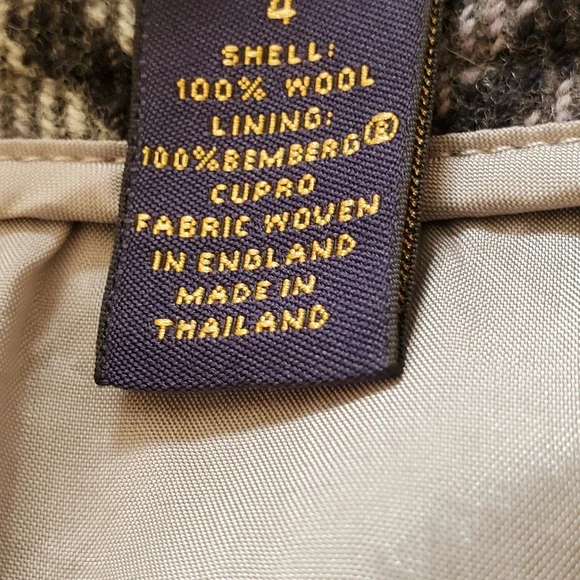 4
SHELL:
100% WOOL
LINING:
100%BEMBERG®
CUPRO
FABRIC WOVEN
IN ENGLAND
MADE IN
THAILAND